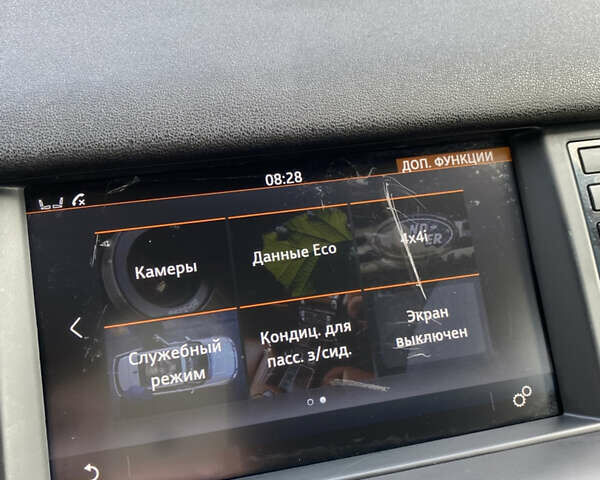 08:28
ДОП. ФУНКЦИИ
Камеры
Данные Eco
4x4i
Служебный
режим
Кондиц. для
пасс. з/сид.
Экран
выключен